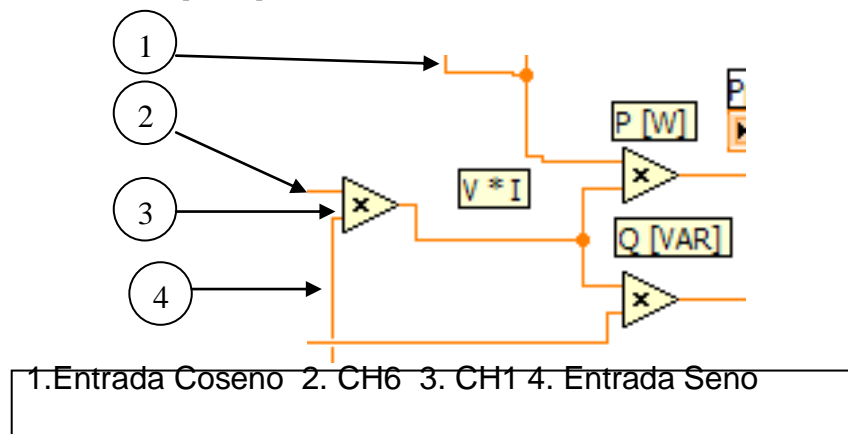 1
2
P
P [W]
V * I
3
Q [VAR]
4
1.Entrada Coseno 2. CH6 3. CH1 4. Entrada Seno